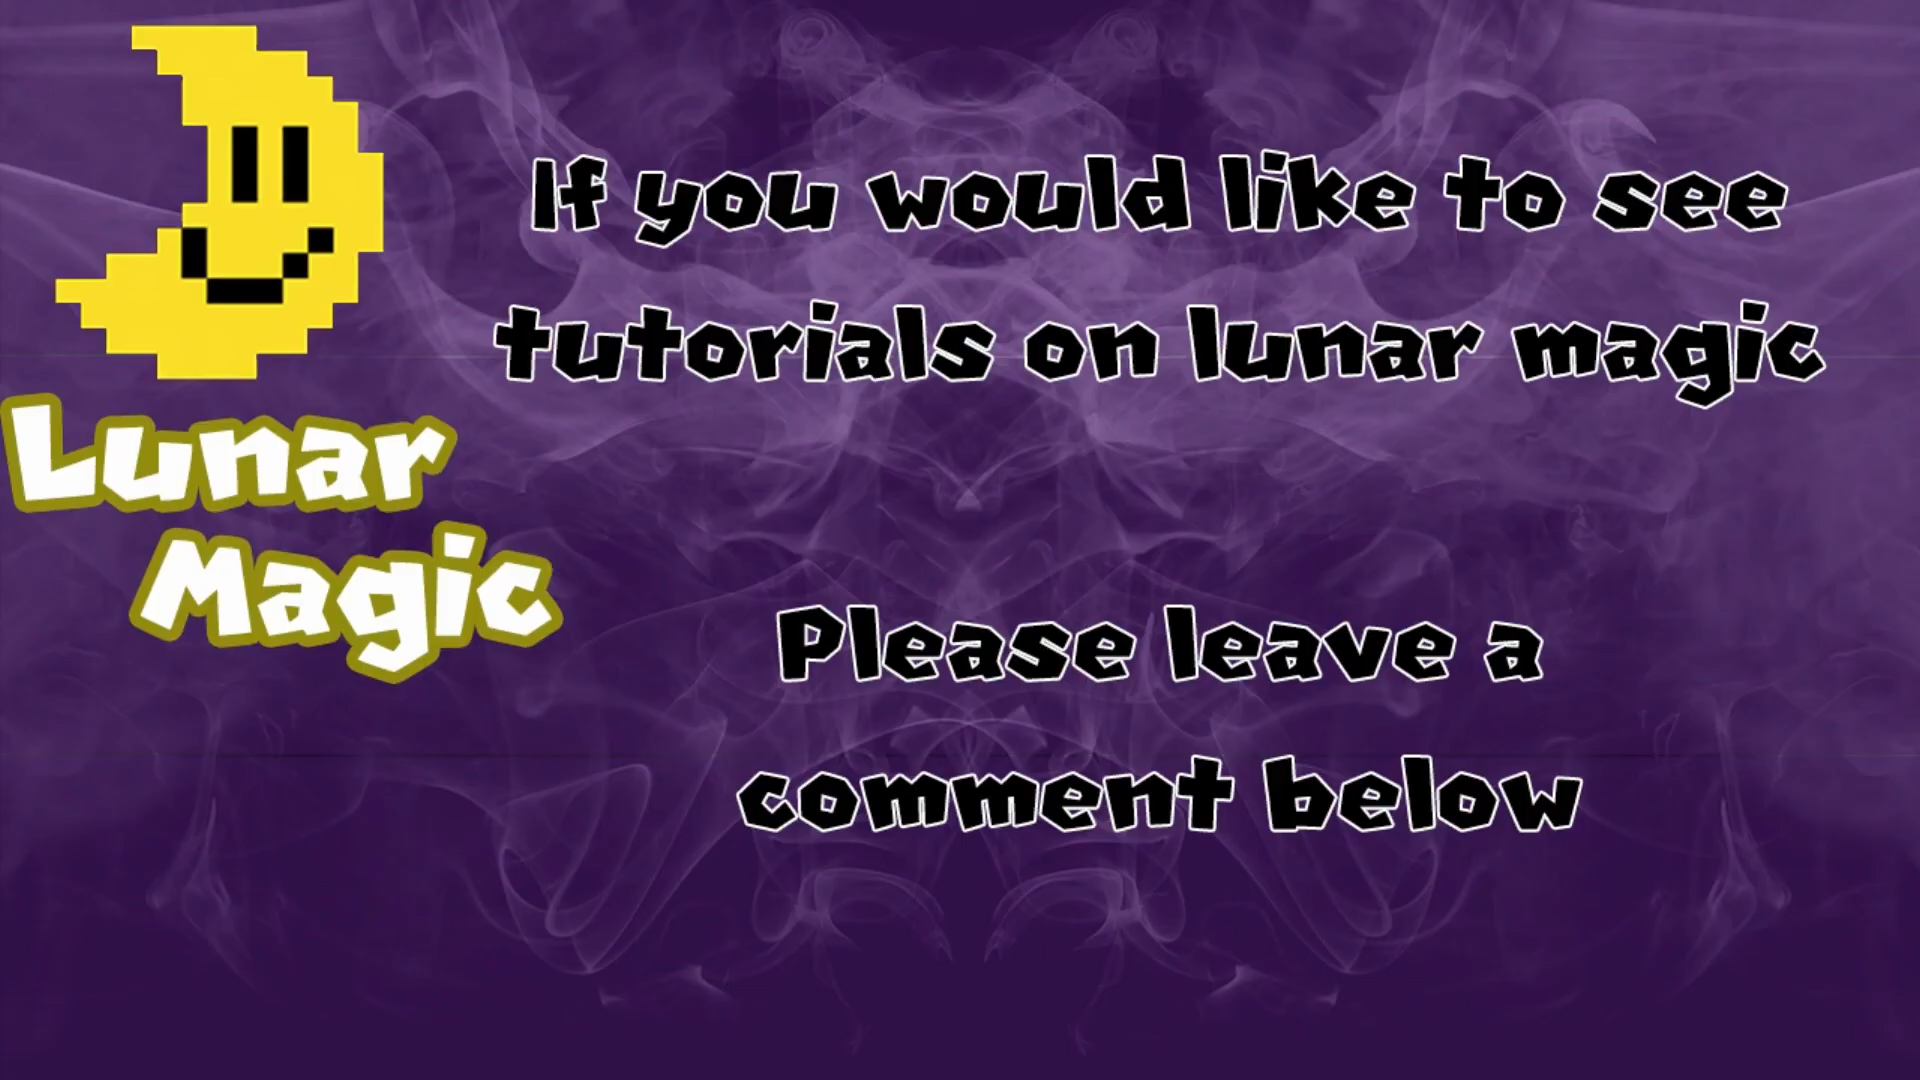 If you would like to see
tutorials on lunar magic
Lunar
Magic
Please leave a
comment below